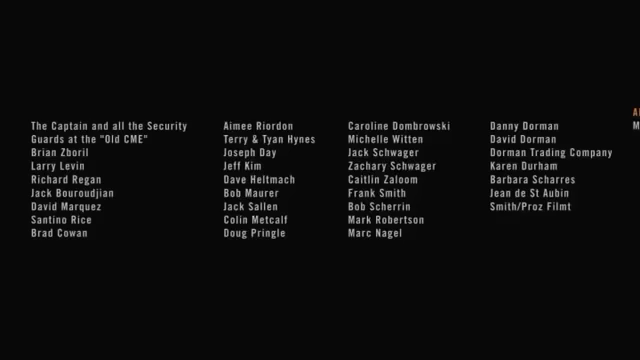 The Captain and all the Security
Guards at the "Old CME"
Brian Zboril
Larry Levin
Richard Regan
Jack Bouroudjian
David Marquez
Santino Rice
Brad Cowan
Aimee Riordon
Terry & Tyan Hynes
Joseph Day
Jeff Kim
Dave Heltmach
Bob Maurer
Jack Sallen
Colin Metcalf
Doug Pringle
Caroline Dombrowski
Michelle Witten
Jack Schwager
Zachary Schwager
Caitlin Zaloom
Frank Smith
Bob Scherrin
Mark Robertson
Marc Nagel
Danny Dorman
David Dorman
Dorman Trading Company
Karen Durham
Barbara Scharres
Jean de St Aubin
Smith/Proz Filmt